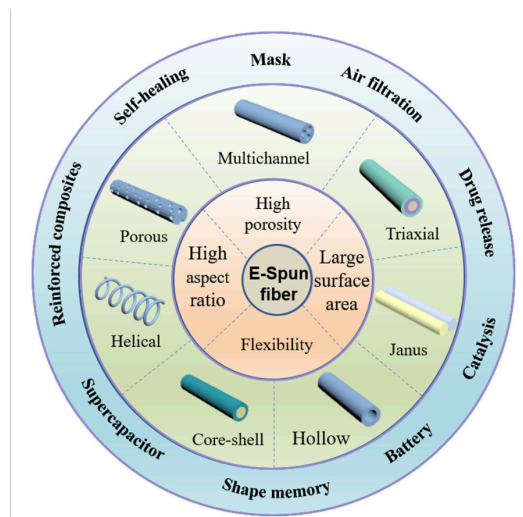 Mask
Air filtration
Drug release
Catalysis
Battery
Shape memory
Supercapacitor
Reinforced composites
Self-healing
Multichannel
Triaxial
Janus
Hollow
Core-shell
Helical
Porous
High
porosity
Large
surface
area
Flexibility
High
aspect
ratio
E-Spun
fiber